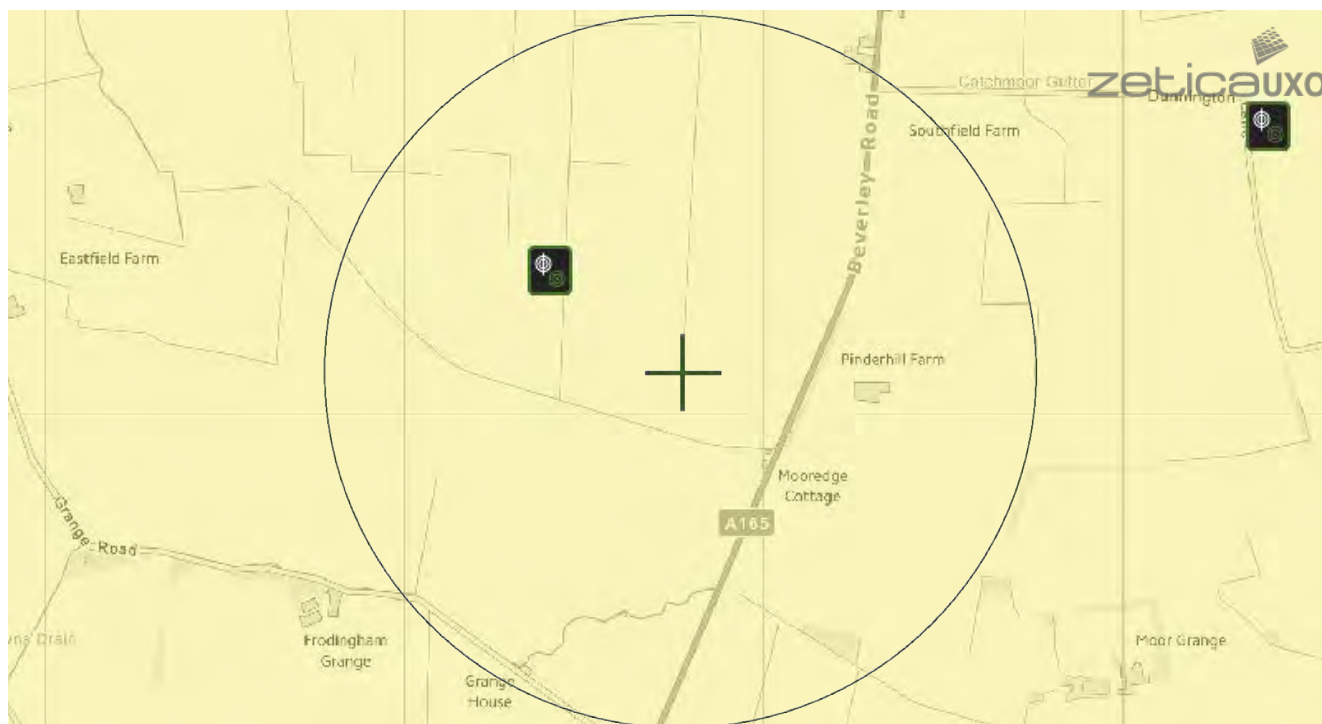 Catchmoor Gutter
zeticauxo
Dunnington
Lane
Beverley Road
Southfield Farm
Eastfield Farm
Pinderhill Farm
Mooredge
Cottage
A165
Grange Road
Frodingham
Grange
Moor Grange
Grange
House